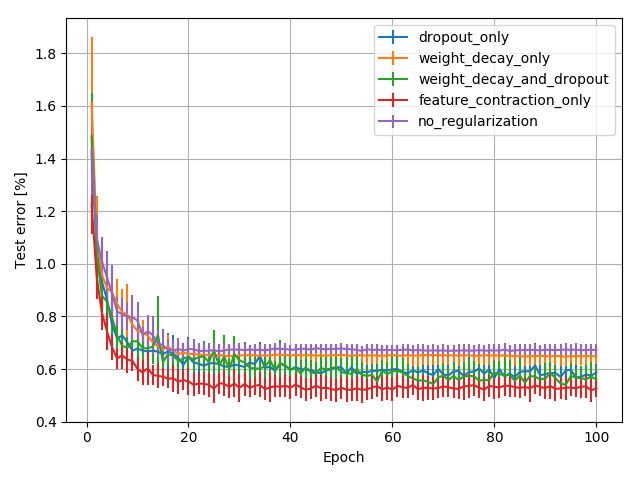 dropout_only
weight_decay_only
weight_decay_and_dropout
feature_contraction_only
no_regularization
Test error [%]
1.8
1.6
1.4
1.2
1.0
0.8
0.6
0.4
0 20 40 60 80 100
Epoch